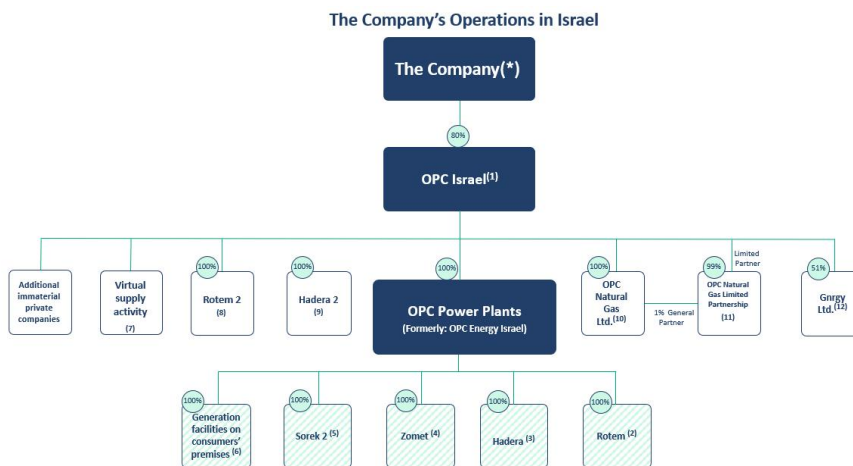 The Company's Operations in Israel
The Company(*)
80%
OPC Israel(1)
Limited
Partner
100%
100%
100%
100%
99%
51%
Additional
immaterial
private
companies
Virtual
supply
activity
(7)
Rotem 2
(8)
Hadera 2
(9)
OPC Power Plants
(Formerly: OPC Energy Israel)
OPC
Natural
Gas
Ltd.(10)
1% General
Partner
OPC Natural
Gas Limited
Partnership
(11)
Gnrgy
Ltd.(12)
100%
100%
100%
100%
100%
Generation
facilities on
consumers'
premises (6)
Sorek 2 (5)
Zomet (4)
Hadera (3)
Rotem (2)